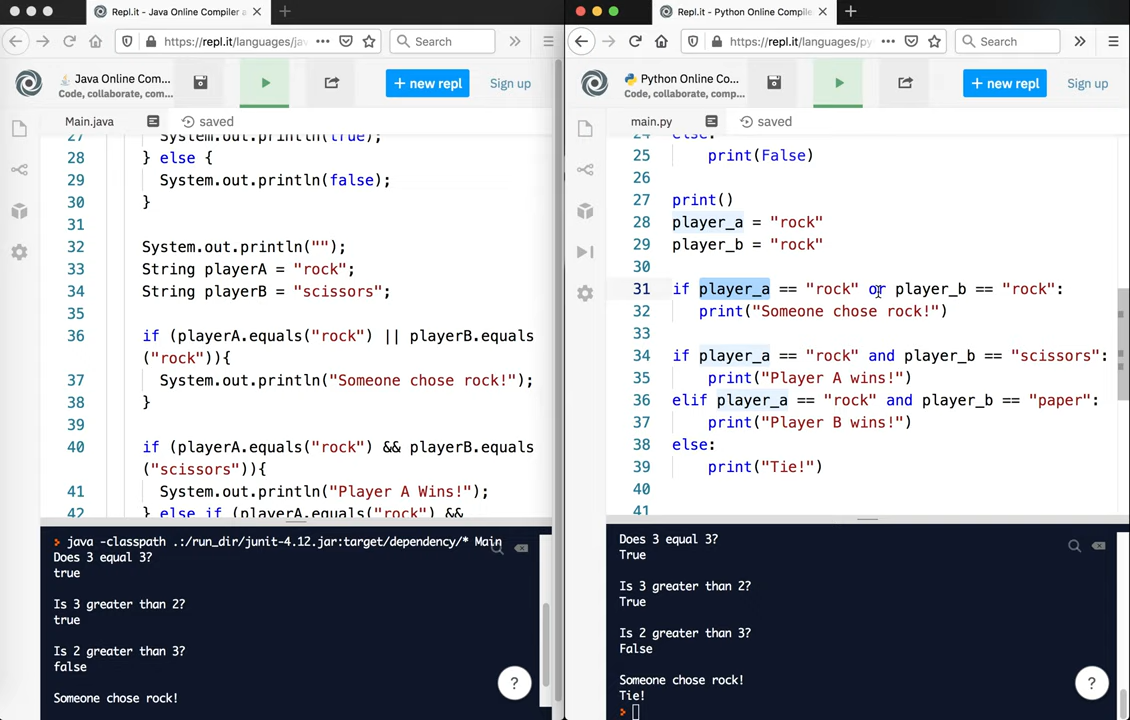 Repl.it - Java Online Compiler a
https://repl.it/languages/jav
Search
Java Online Com...
Code, collaborate, com...
+ new repl
Sign up
Main.java
saved
27 System.out.println(true);
28 } else {
29 System.out.println(false);
30 }
31
32 System.out.println("");
33 String playerA = "rock";
34 String playerB = "scissors";
35
36 if (playerA.equals("rock") || playerB.equals
("rock")){
37 System.out.println("Someone chose rock!");
38 }
39
40 if (playerA.equals("rock") && playerB.equals
("scissors")){
41 System.out.println("Player A Wins!");
42 } else if (playerA.equals("rock") &&
> java -classpath .:/run_dir/junit-4.12.jar:target/dependency/* Main
Does 3 equal 3?
true
Is 3 greater than 2?
true
Is 2 greater than 3?
false
Someone chose rock!
?
Repl.it - Python Online Compile
https://repl.it/languages/py
Search
Python Online Co...
Code, collaborate, comp...
+ new repl
Sign up
main.py
saved
24 else:
25 print(False)
26
27 print()
28 player_a = "rock"
29 player_b = "rock"
30
31 if player_a == "rock" or player_b == "rock":
32 print("Someone chose rock!")
33
34 if player_a == "rock" and player_b == "scissors":
35 print("Player A wins!")
36 elif player_a == "rock" and player_b == "paper":
37 print("Player B wins!")
38 else:
39 print("Tie!")
40
41
Does 3 equal 3?
True
Is 3 greater than 2?
True
Is 2 greater than 3?
False
Someone chose rock!
Tie!
>
?